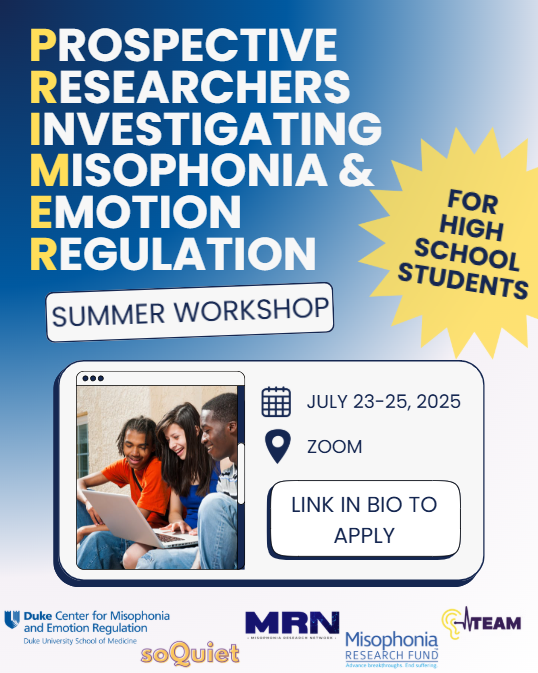 PROSPECTIVE
RESEARCHERS
INVESTIGATING
MISOPHONIA &
EMOTION
REGULATION
FOR
HIGH
SCHOOL
STUDENTS
SUMMER WORKSHOP
JULY 23-25, 2025
ZOOM
LINK IN BIO TO
APPLY
Duke Center for Misophonia
and Emotion Regulation
Duke University School of Medicine
soQuiet
MRN
- MISOPHONIA RESEARCH NETWORK -
Misophonia
RESEARCH FUND
Advance breakthroughs. End suffering.
TEAM